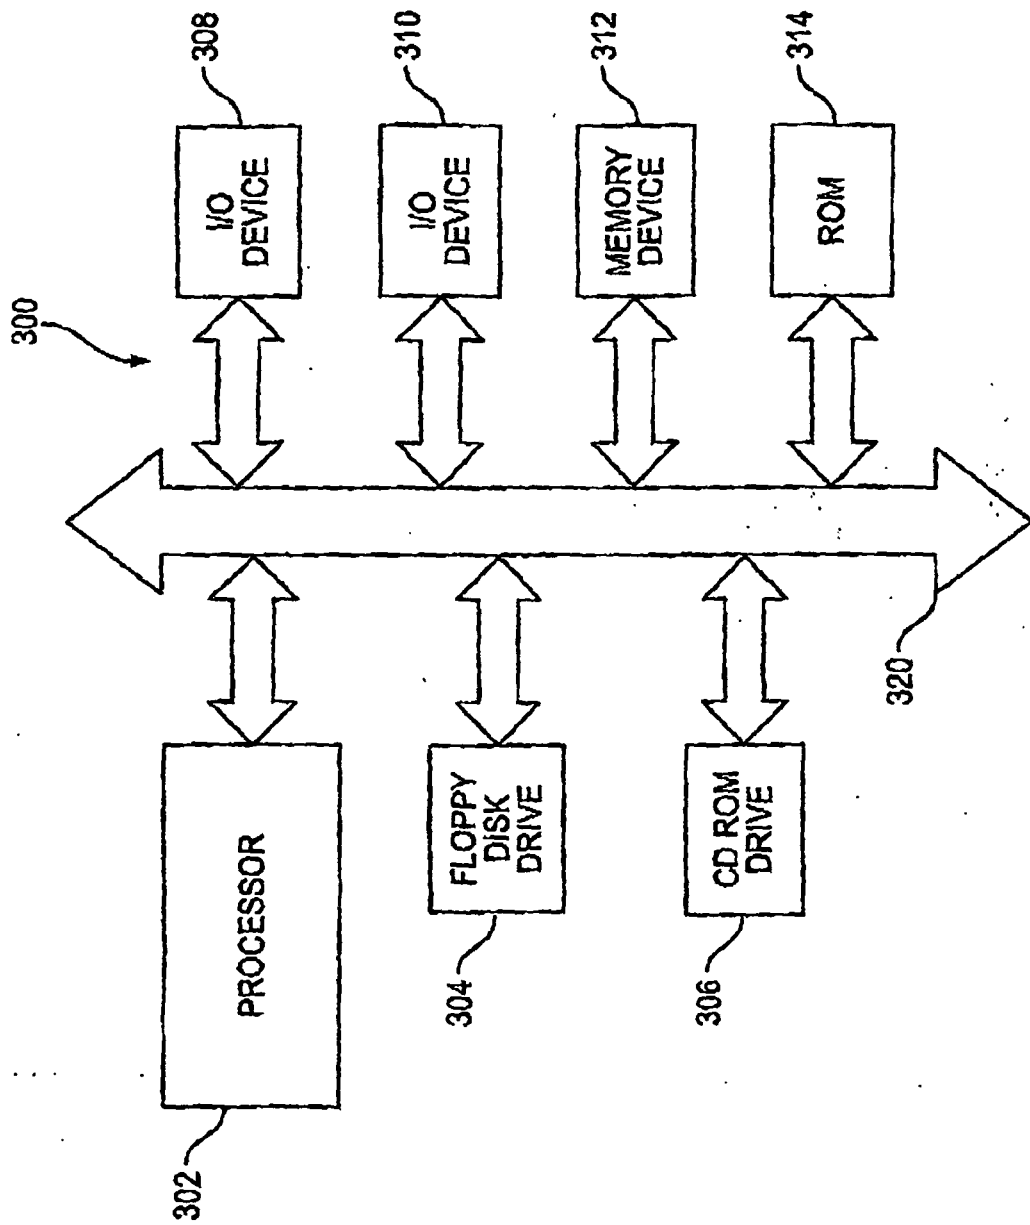 300
PROCESSOR
302
FLOPPY
DISK
DRIVE
304
CD ROM
DRIVE
306
320
I/O
DEVICE
308
I/O
DEVICE
310
MEMORY
DEVICE
312
ROM
314